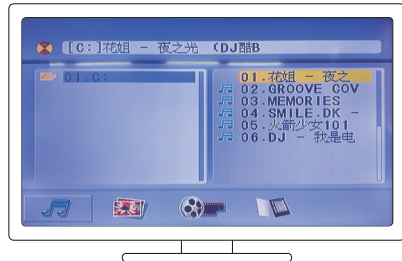 [C:]花姐 - 夜之光 (DJ酷B
01.C:
01.花姐 - 夜之
02.GROOVE COV
03.MEMORIES
04.SMILE.DK -
05.火箭少女101
06.DJ - 我是电